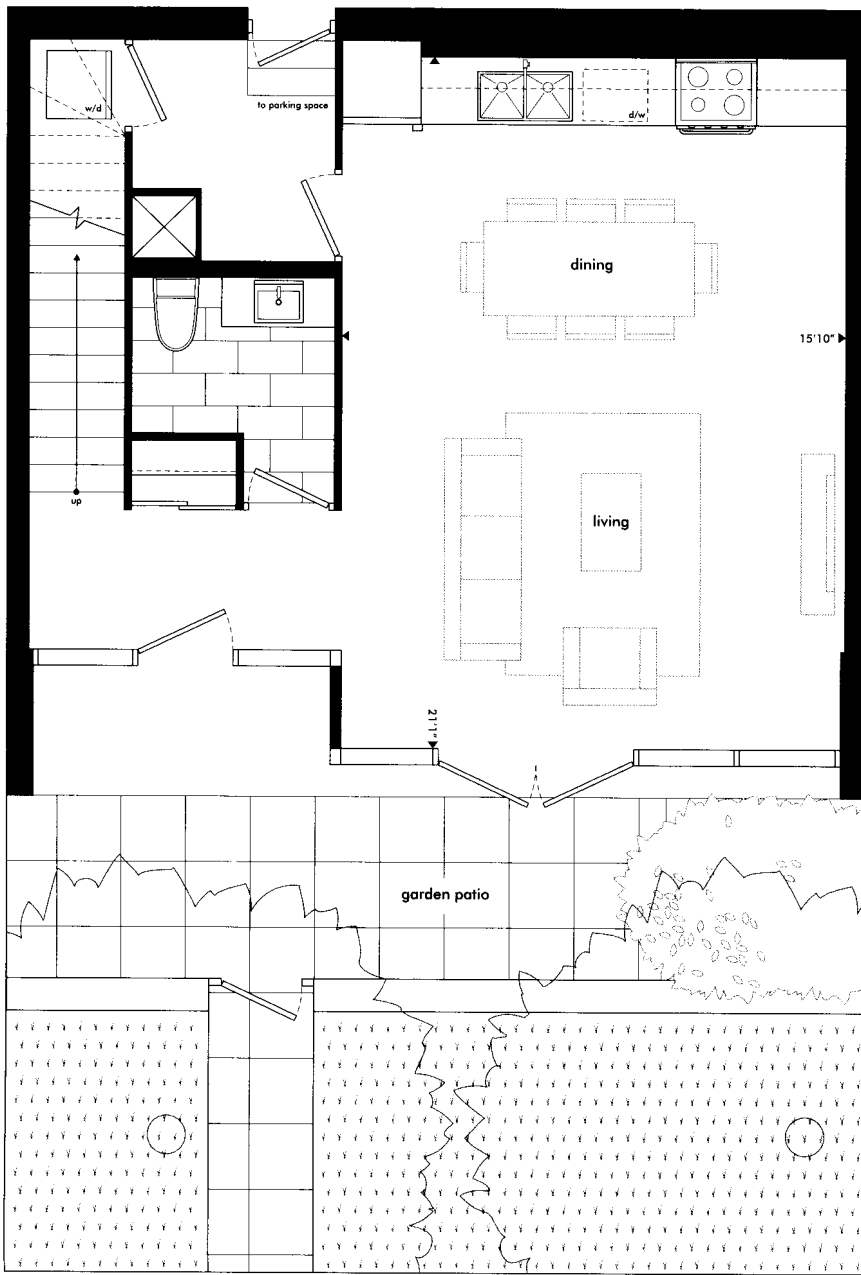 w/d
to parking space
d/w
dining
15'10"
living
up
21'1"
garden patio